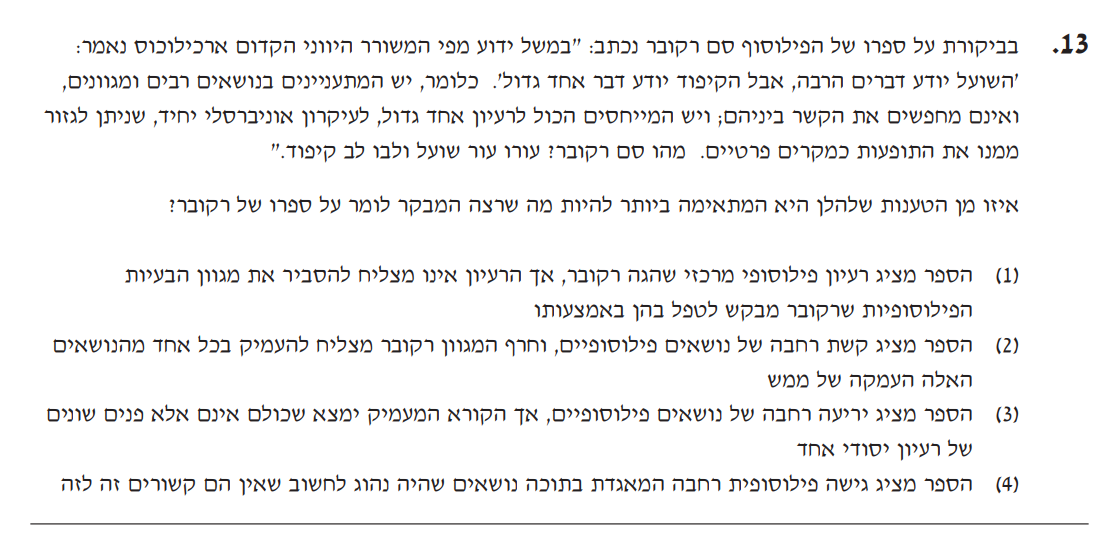 13. בביקורת על ספרו של הפילוסוף סם רקובר נכתב: "במשל ידוע מפי המשורר היווני הקדום ארכילוכוס נאמר:
'השועל יודע דברים הרבה, אבל הקיפוד יודע דבר אחד גדול'. כלומר, יש המתעניינים בנושאים רבים ומגוונים,
ואינם מחפשים את הקשר ביניהם; ויש המייחסים הכול לרעיון אחד גדול, לעיקרון אוניברסלי יחיד, שניתן לגזור
ממנו את התופעות כמקרים פרטיים. מהו סם רקובר? עורו עור שועל ולבו לב קיפוד."
איזו מן הטענות שלהלן היא המתאימה ביותר להיות מה שרצה המבקר לומר על ספרו של רקובר?
(1) הספר מציג רעיון פילוסופי מרכזי שהגה רקובר, אך הרעיון אינו מצליח להסביר את מגוון הבעיות
הפילוסופיות שרקובר מבקש לטפל בהן באמצעותו
(2) הספר מציג קשת רחבה של נושאים פילוסופיים, וחרף המגוון רקובר מצליח להעמיק בכל אחד מהנושאים
האלה העמקה של ממש
(3) הספר מציג יריעה רחבה של נושאים פילוסופיים, אך הקורא המעמיק ימצא שכולם אינם אלא פנים שונים
של רעיון יסודי אחד
(4) הספר מציג גישה פילוסופית רחבה המאגדת בתוכה נושאים שהיה נהוג לחשוב שאין הם קשורים זה לזה